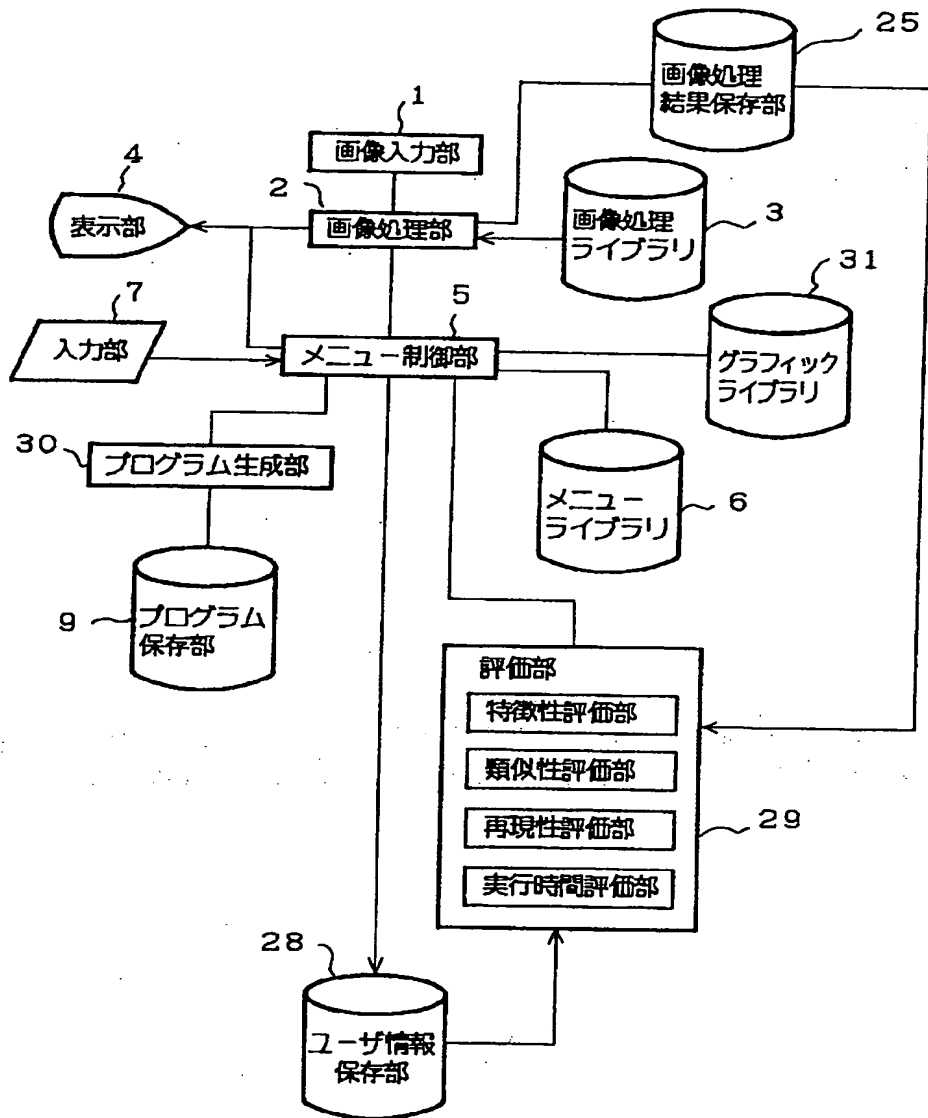 25
画像処理
結果保存部
1
画像入力部
4
表示部
2
画像処理部
画像処理
ライブラリ
3
31
グラフィック
ライブラリ
7
入力部
5
メニュー制御部
30
プログラム生成部
メニュー
ライブラリ
6
9
プログラム
保存部
評価部
特徴性評価部
類似性評価部
再現性評価部
実行時間評価部
29
28
ユーザ情報
保存部